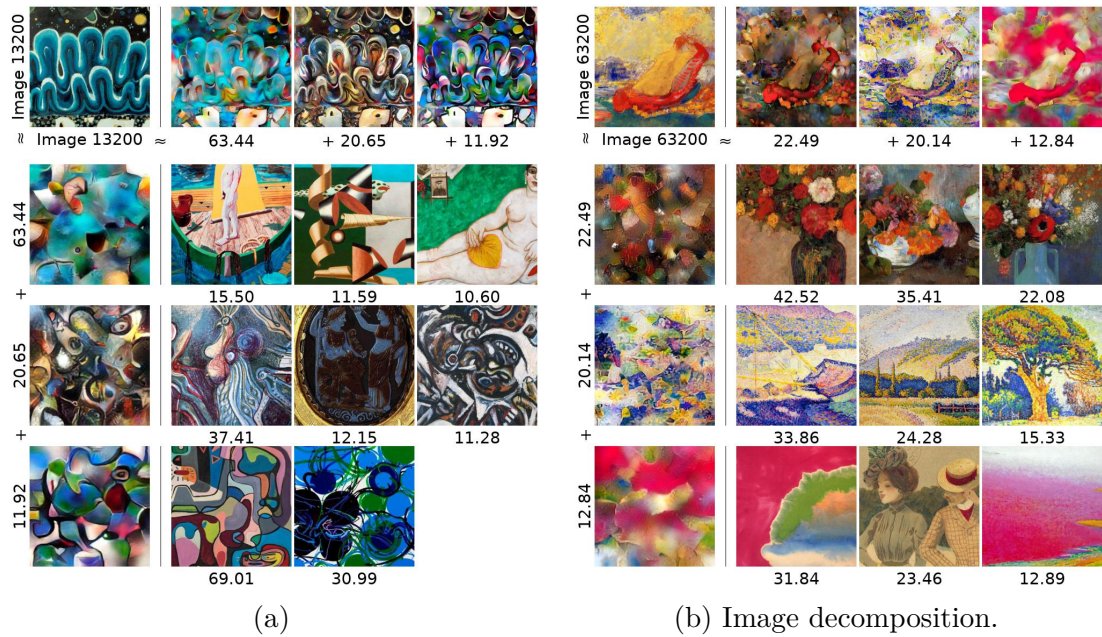 ≈ Image 13200
≈ Image 13200 ≈ 63.44 + 20.65 + 11.92
63.44
15.50 11.59 10.60
+
20.65
37.41 12.15 11.28
+
11.92
69.01 30.99
(a)
≈ Image 63200
≈ Image 63200 ≈ 22.49 + 20.14 + 12.84
22.49
42.52 35.41 22.08
+
20.14
33.86 24.28 15.33
+
12.84
31.84 23.46 12.89
(b) Image decomposition.